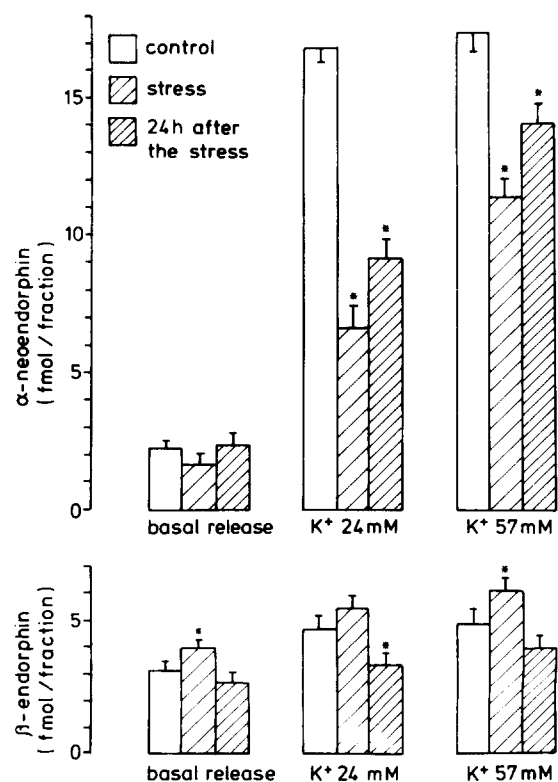 control
stress
24h after
the stress
α-neoendorphin
(fmol/fraction)
15
10
5
0
*
*
*
*
basal release
K⁺ 24mM
K⁺ 57mM
β-endorphin
(fmol/fraction)
5
0
*
*
*
basal release
K⁺ 24 mM
K⁺ 57mM